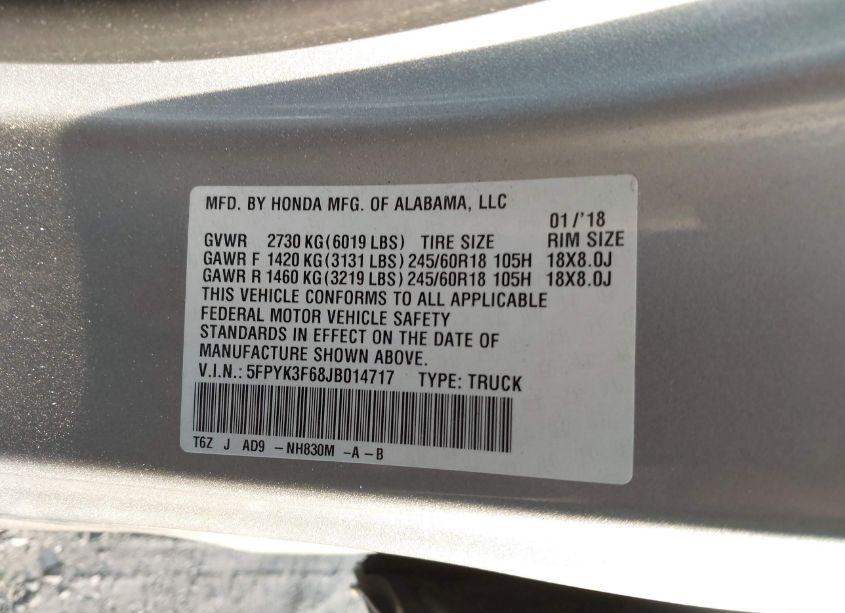 MFD. BY HONDA MFG. OF ALABAMA, LLC
01/'18
GVWR 2730 KG(6019 LBS) TIRE SIZE RIM SIZE
GAWR F 1420 KG(3131 LBS) 245/60R18 105H 18X8.0J
GAWR R 1460 KG(3219 LBS) 245/60R18 105H 18X8.0J
THIS VEHICLE CONFORMS TO ALL APPLICABLE
FEDERAL MOTOR VEHICLE SAFETY
STANDARDS IN EFFECT ON THE DATE OF
MANUFACTURE SHOWN ABOVE.
V.I.N.: 5FPYK3F68JB014717 TYPE: TRUCK
T6Z J AD9 -NH830M -A-B